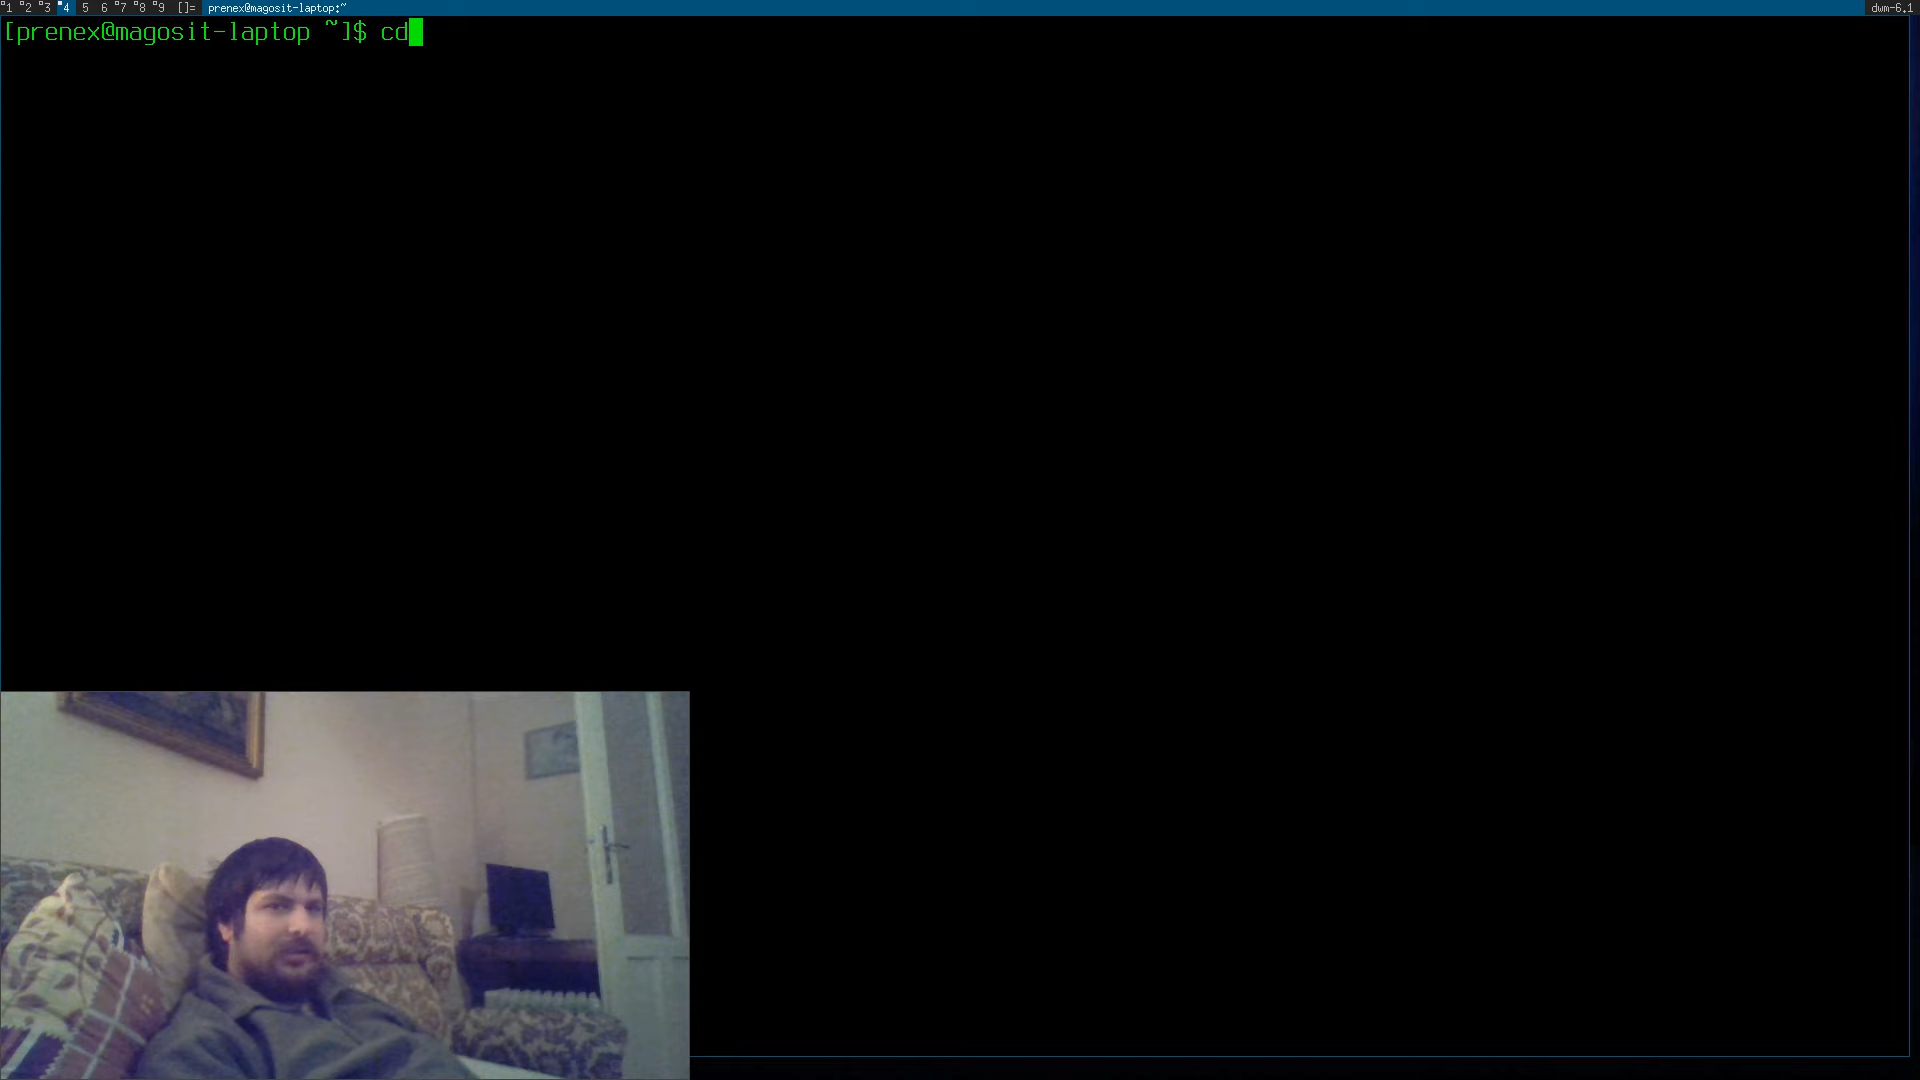 1 2 3 4 5 6 7 8 9 []= prenex@magosit-laptop:~ dwm-6.1
[prenex@magosit-laptop ~]$ cd